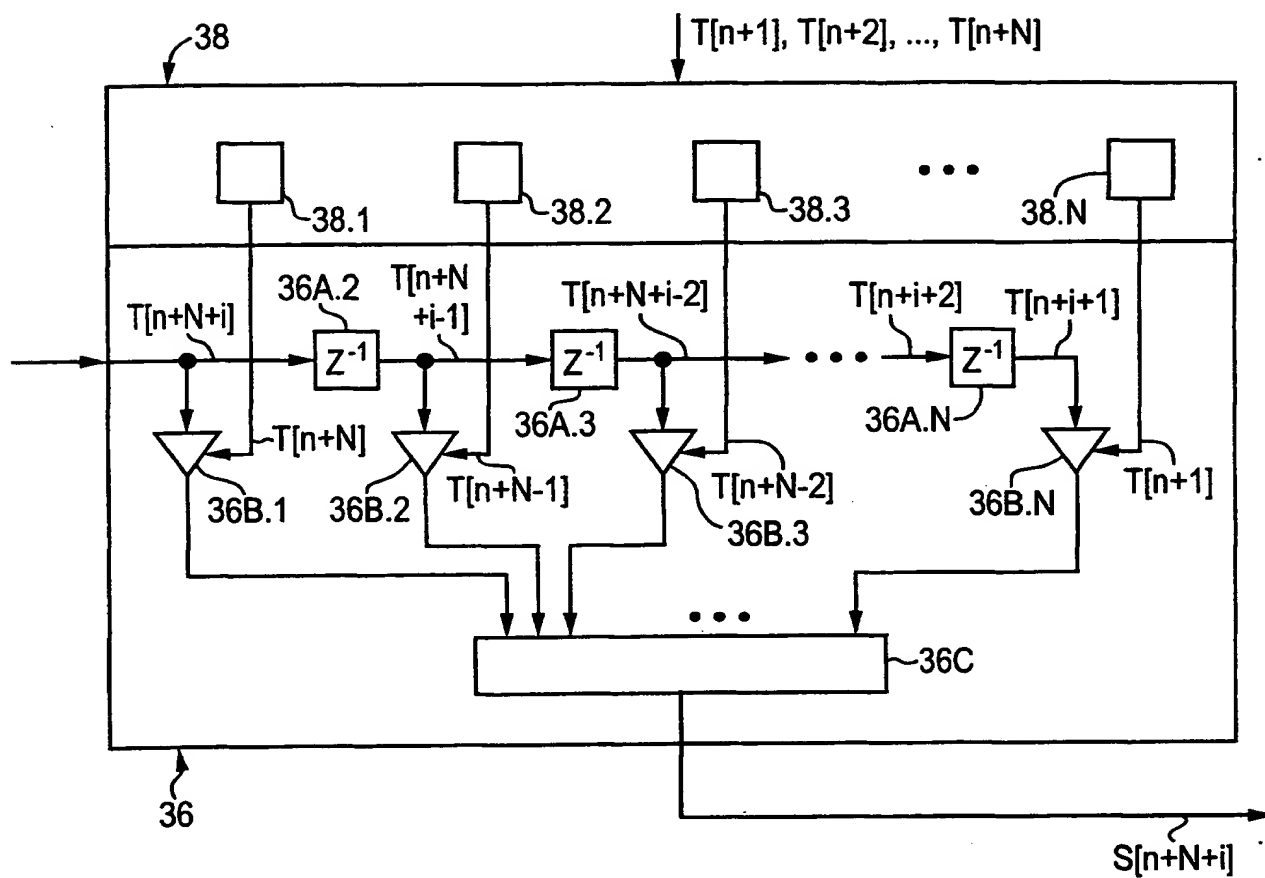 38
T[n+1], T[n+2], ..., T[n+N]
38.1
38.2
38.3
38.N
36A.2
T[n+N
+i-1]
T[n+N+i]
T[n+N+i-2]
T[n+i+2]
T[n+i+1]
Z-1
Z-1
Z-1
36A.3
36A.N
T[n+N]
36B.1
36B.2
T[n+N-1]
T[n+N-2]
36B.3
36B.N
T[n+1]
36C
36
S[n+N+i]